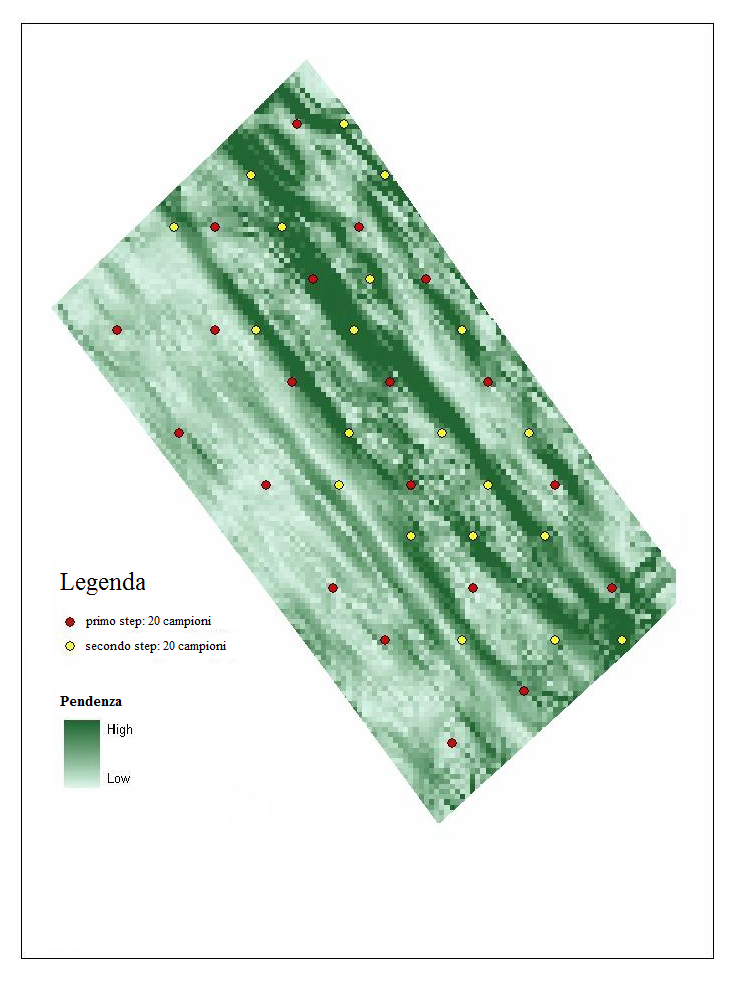 Legenda
primo step: 20 campioni
secondo step: 20 campioni
Pendenza
High
Low